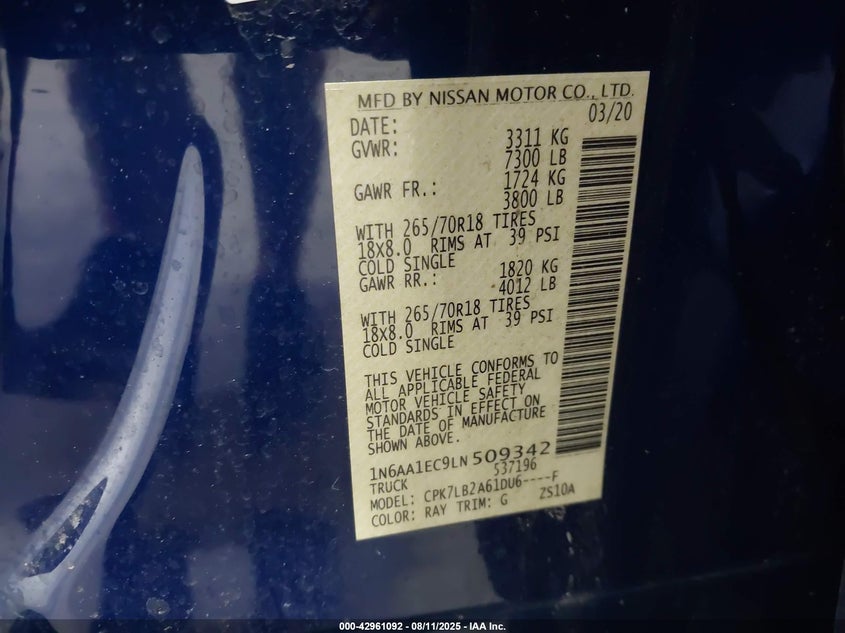 MFD BY NISSAN MOTOR CO., LTD.
DATE: 03/20
GVWR: 3311 KG
7300 LB
GAWR FR.: 1724 KG
3800 LB
WITH 265/70R18 TIRES
18X8.0 RIMS AT 39 PSI
COLD SINGLE
GAWR RR.: 1820 KG
4012 LB
WITH 265/70R18 TIRES
18X8.0 RIMS AT 39 PSI
COLD SINGLE
THIS VEHICLE CONFORMS TO
ALL APPLICABLE FEDERAL
MOTOR VEHICLE SAFETY
STANDARDS IN EFFECT ON
THE DATE OF MANUFACTURE
SHOWN ABOVE.
1N6AA1EC9LN509342
TRUCK 537196
MODEL: CPK7LB2A61DU6----F
COLOR: RAY TRIM: G ZS10A
000-42961092 - 08/11/2025 - IAA Inc.